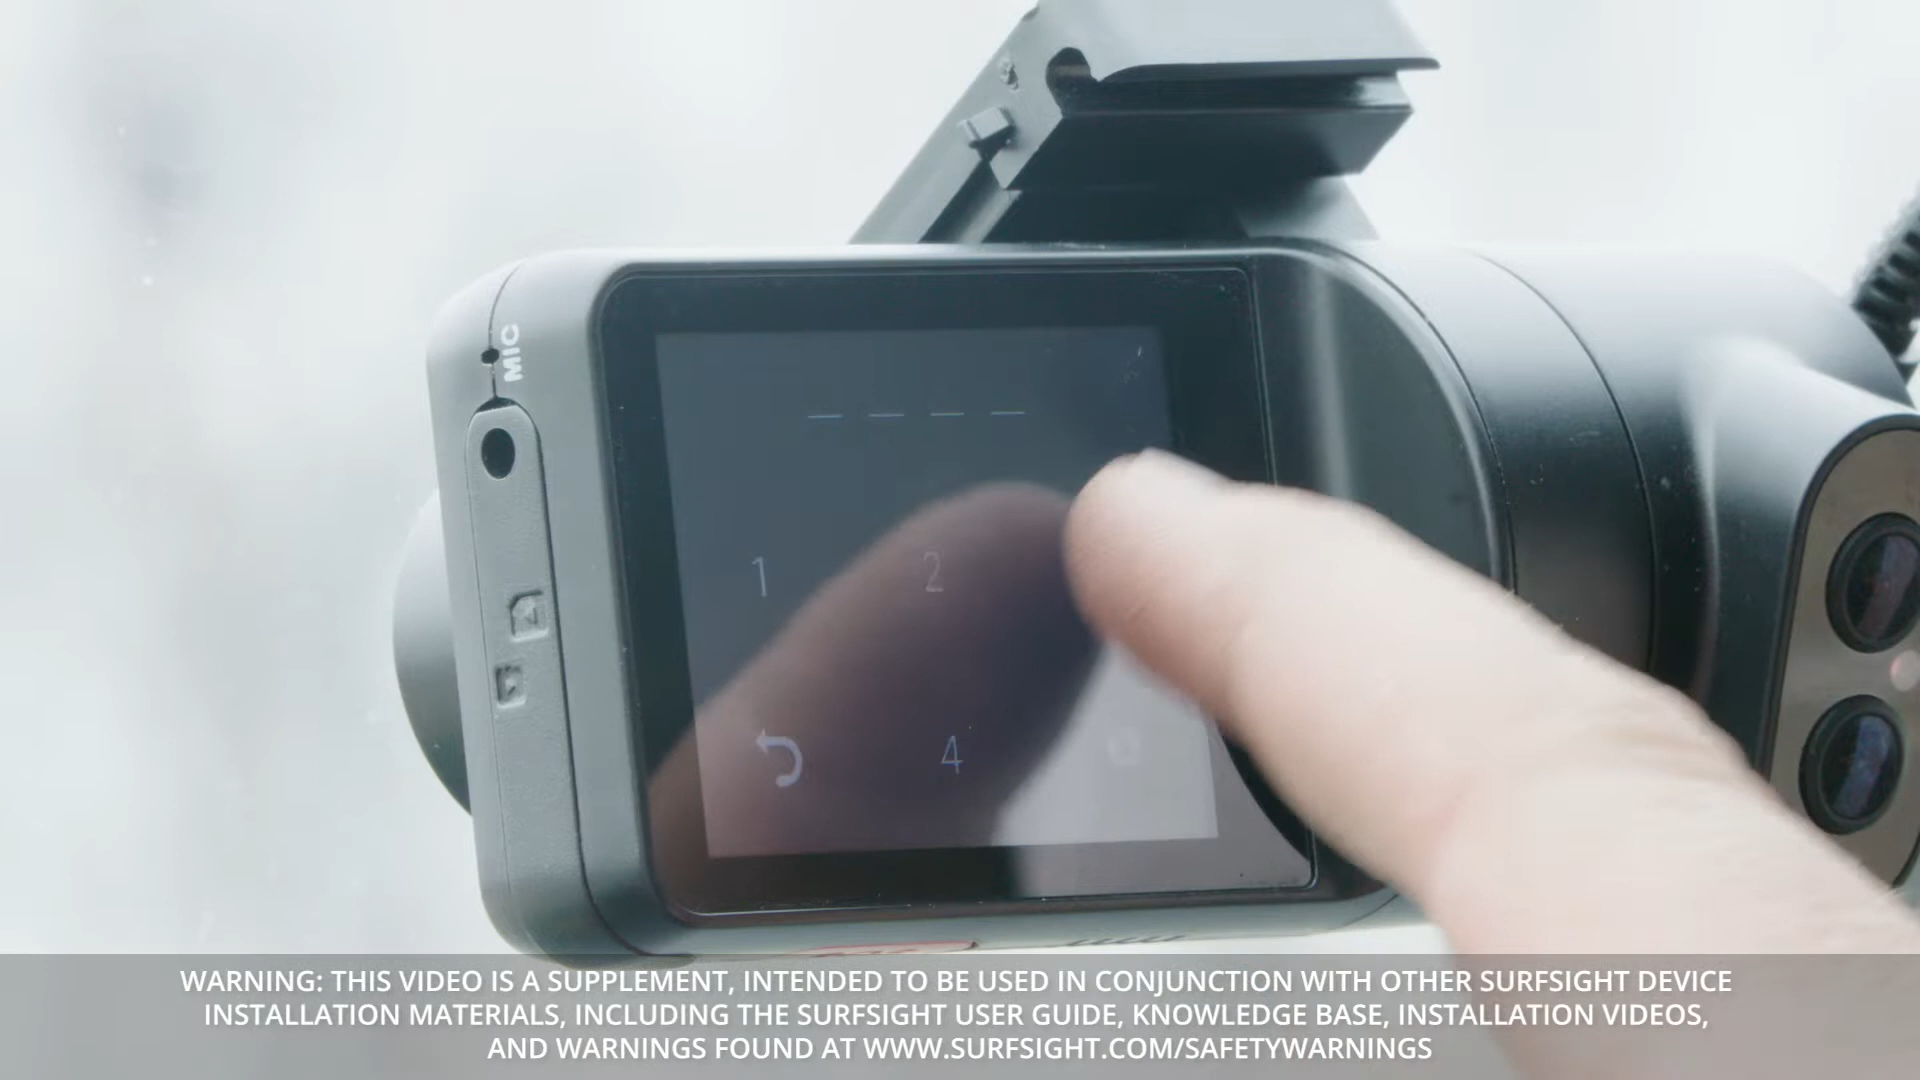 MIC
1 2
4
WARNING: THIS VIDEO IS A SUPPLEMENT, INTENDED TO BE USED IN CONJUNCTION WITH OTHER SURFSIGHT DEVICE
INSTALLATION MATERIALS, INCLUDING THE SURFSIGHT USER GUIDE, KNOWLEDGE BASE, INSTALLATION VIDEOS,
AND WARNINGS FOUND AT WWW.SURFSIGHT.COM/SAFETYWARNINGS